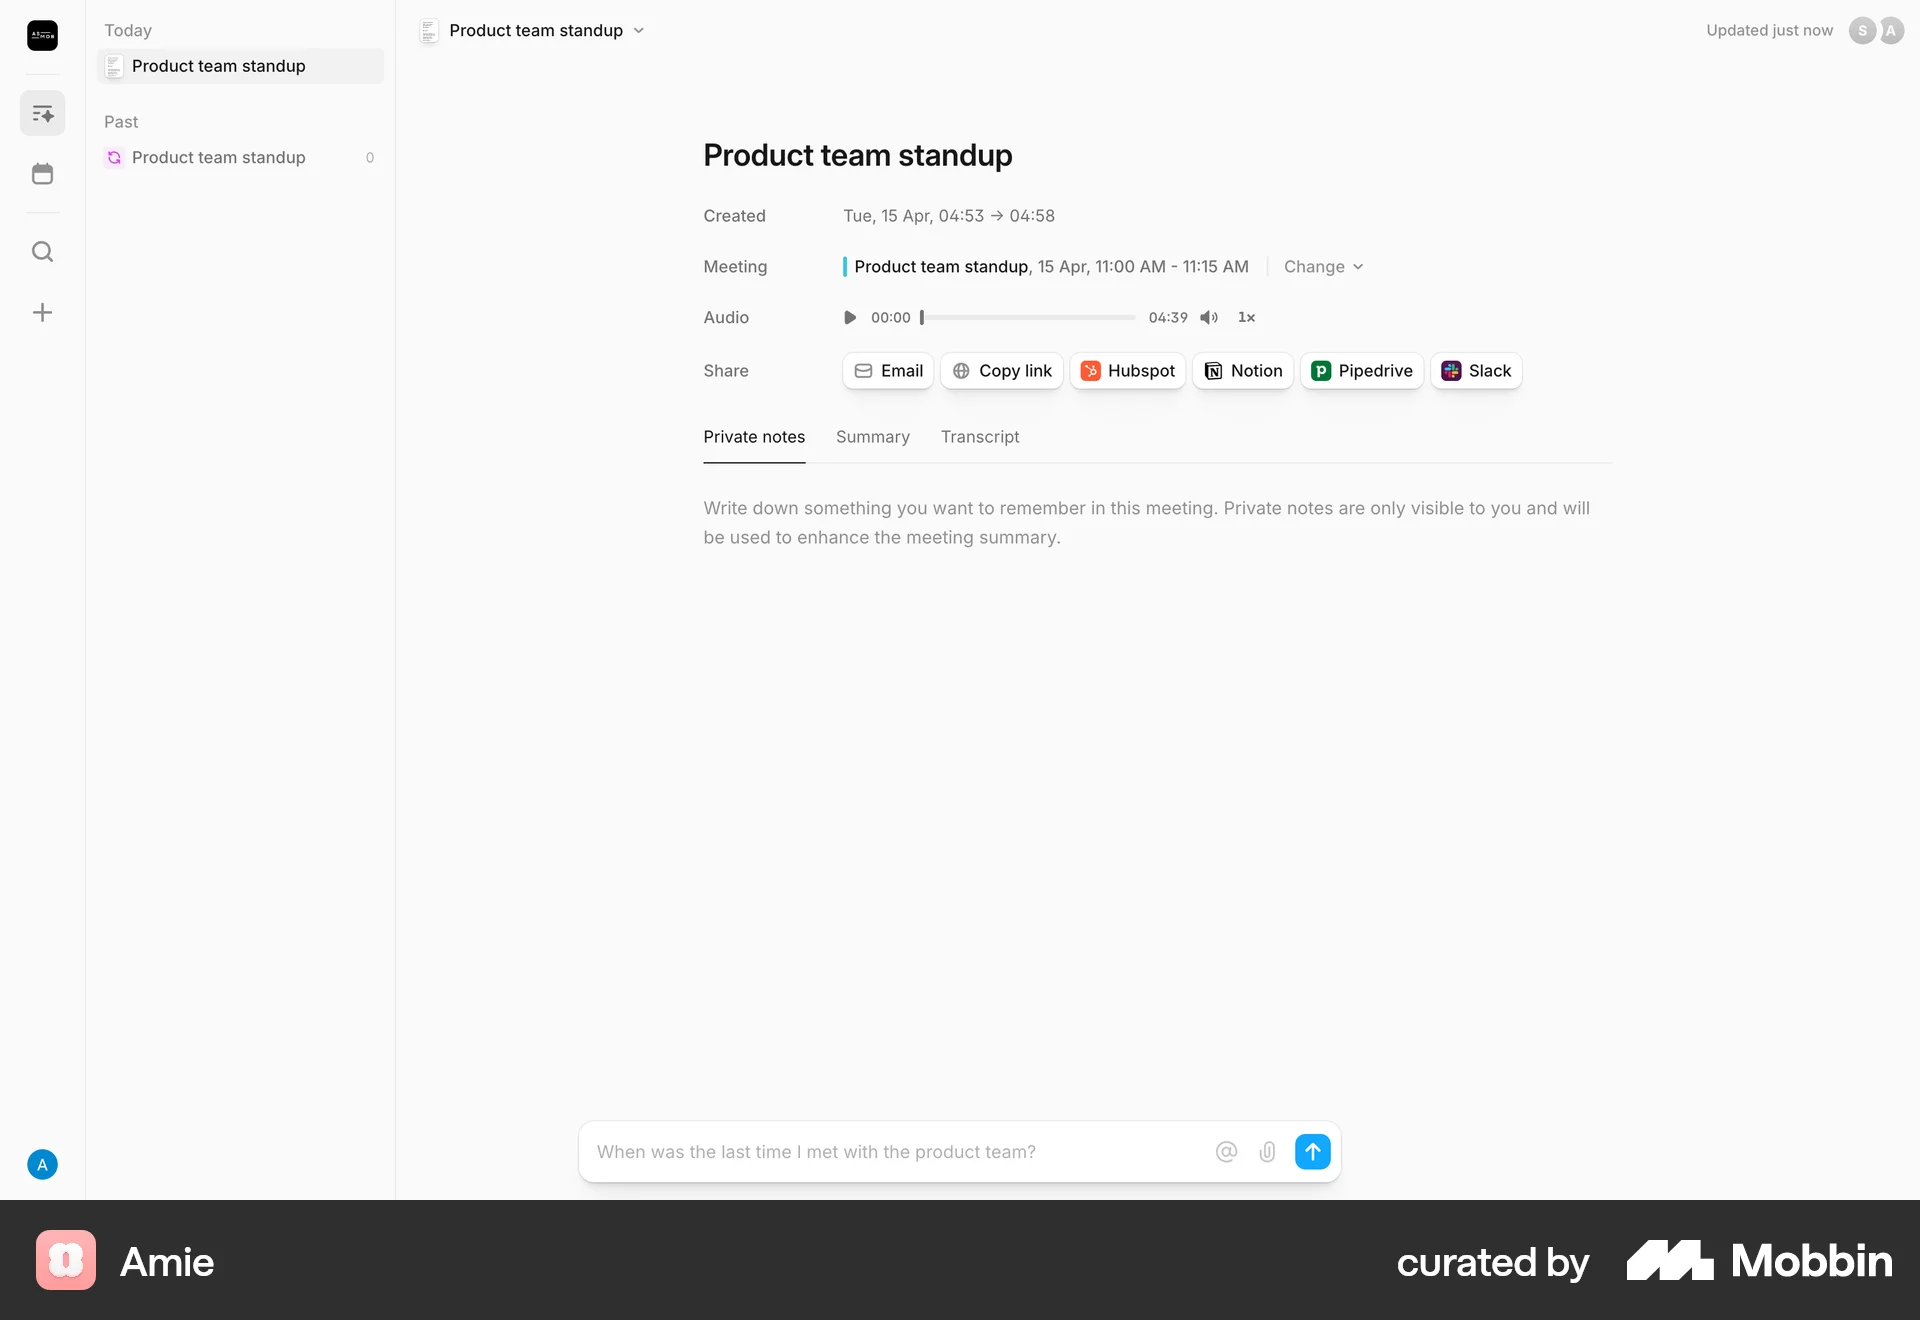 Today
Product team standup
Past
Product team standup 0
A
Product team standup
Updated just now
S A
Product team standup
Created Tue, 15 Apr, 04:53 → 04:58
Meeting Product team standup, 15 Apr, 11:00 AM - 11:15 AM Change
Audio 00:00 04:39 1×
Share Email Copy link Hubspot Notion Pipedrive Slack
Private notes Summary Transcript
Write down something you want to remember in this meeting. Private notes are only visible to you and will
be used to enhance the meeting summary.
When was the last time I met with the product team?
Amie
curated by Mobbin